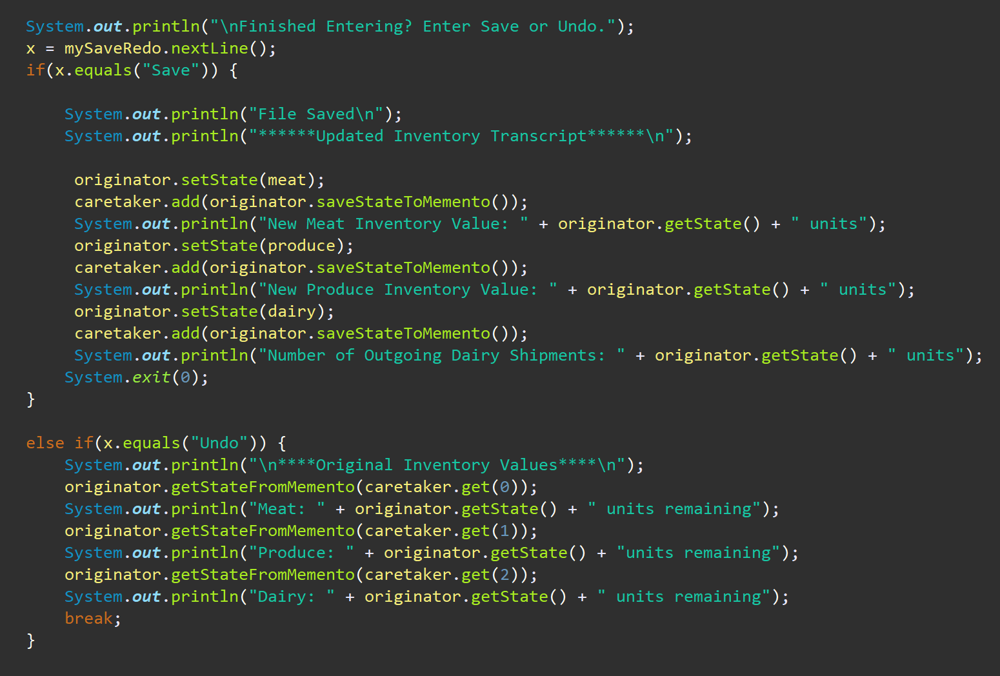 System.out.println("\nFinished Entering? Enter Save or Undo.");
x = mySaveRedo.nextLine();
if(x.equals("Save")) {
System.out.println("File Saved\n");
System.out.println("******Updated Inventory Transcript******\n");
originator.setState(meat);
caretaker.add(originator.saveStateToMemento());
System.out.println("New Meat Inventory Value: " + originator.getState() + " units");
originator.setState(produce);
caretaker.add(originator.saveStateToMemento());
System.out.println("New Produce Inventory Value: " + originator.getState() + " units");
originator.setState(dairy);
caretaker.add(originator.saveStateToMemento());
System.out.println("Number of Outgoing Dairy Shipments: " + originator.getState() + " units");
System.exit(0);
}
else if(x.equals("Undo")) {
System.out.println("\n****Original Inventory Values****\n");
originator.getStateFromMemento(caretaker.get(0));
System.out.println("Meat: " + originator.getState() + " units remaining");
originator.getStateFromMemento(caretaker.get(1));
System.out.println("Produce: " + originator.getState() + "units remaining");
originator.getStateFromMemento(caretaker.get(2));
System.out.println("Dairy: " + originator.getState() + " units remaining");
break;
}